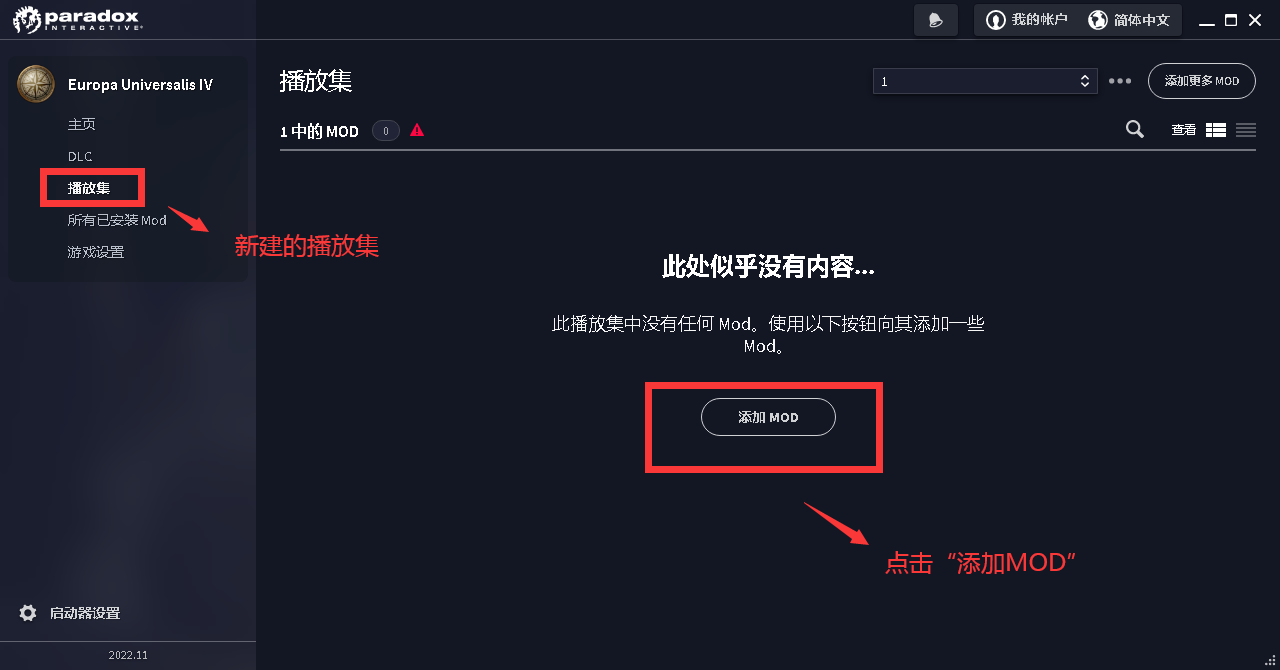 paradox
INTERACTIVE
我的帐户
简体中文
Europa Universalis IV
主页
DLC
播放集
所有已安装 Mod
游戏设置
新建的播放集
播放集
1
添加更多 MOD
1 中的 MOD
0
查看
此处似乎没有内容...
此播放集中没有任何 Mod。使用以下按钮向其添加一些
Mod。
添加 MOD
点击“添加MOD”
启动器设置
2022.11